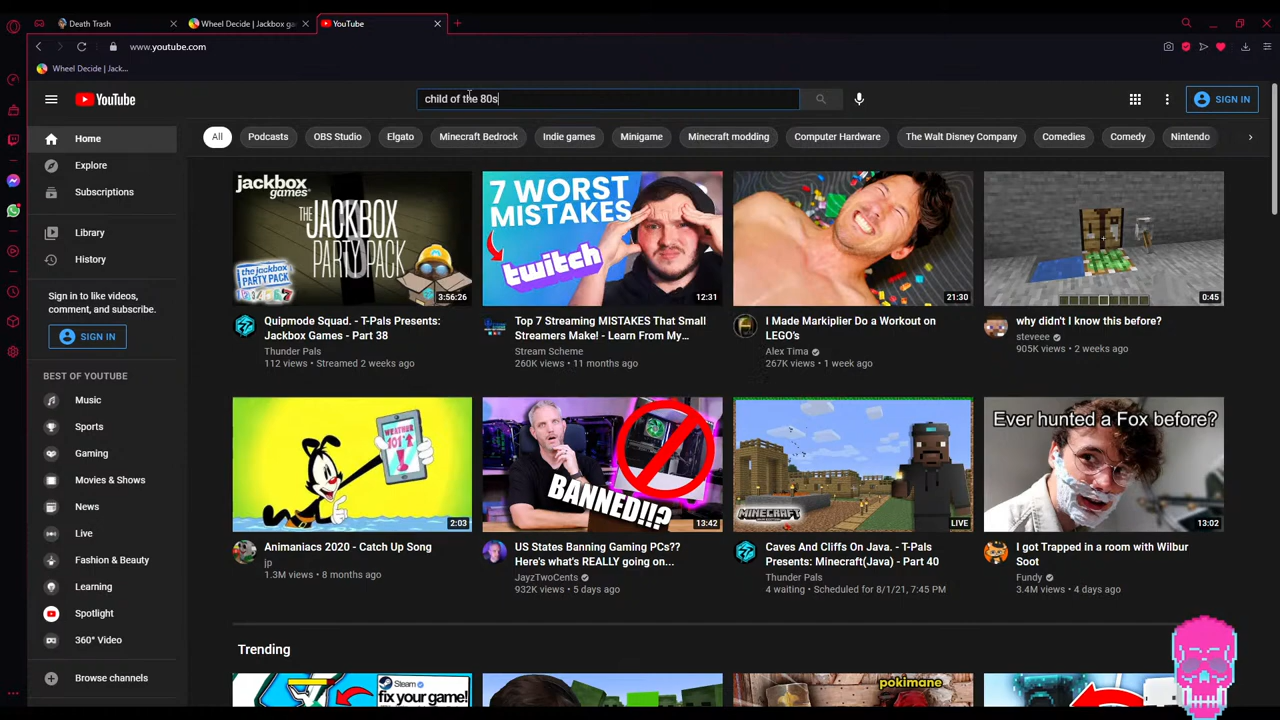 Death Trash
Wheel Decide | Jackbox ga
YouTube
www.youtube.com
Wheel Decide | Jack...
YouTube
child of the 80s
SIGN IN
All
Podcasts
OBS Studio
Elgato
Minecraft Bedrock
Indie games
Minigame
Minecraft modding
Computer Hardware
The Walt Disney Company
Comedies
Comedy
Nintendo
Home
Explore
Subscriptions
Library
History
Sign in to like videos,
comment, and subscribe.
SIGN IN
BEST OF YOUTUBE
Music
Sports
Gaming
Movies & Shows
News
Live
Fashion & Beauty
Learning
Spotlight
360° Video
Browse channels
jackbox
games
THE
JACKBOX
PARTY PACK
3:56:26
Quipmode Squad. - T-Pals Presents:
Jackbox Games - Part 38
Thunder Pals
112 views • Streamed 2 weeks ago
7 WORST
MISTAKES
twitch
12:31
Top 7 Streaming MISTAKES That Small
Streamers Make! - Learn From My...
Stream Scheme
260K views • 11 months ago
21:30
I Made Markiplier Do a Workout on
LEGO's
Alex Tima
267K views • 1 week ago
0:45
why didn't I know this before?
steveee
905K views • 2 weeks ago
WEATHER
101
2:03
Animaniacs 2020 - Catch Up Song
jp
1.3M views • 8 months ago
BANNED!!?
13:42
US States Banning Gaming PCs??
Here's what's REALLY going on...
JayzTwoCents
932K views • 5 days ago
MINECRAFT
LIVE
Caves And Cliffs On Java. - T-Pals
Presents: Minecraft(Java) - Part 40
Thunder Pals
4 waiting • Scheduled for 8/1/21, 7:45 PM
Ever hunted a Fox before?
13:02
I got Trapped in a room with Wilbur
Soot
Fundy
3.4M views • 4 days ago
Trending
Steam
fix your game!
pokimane